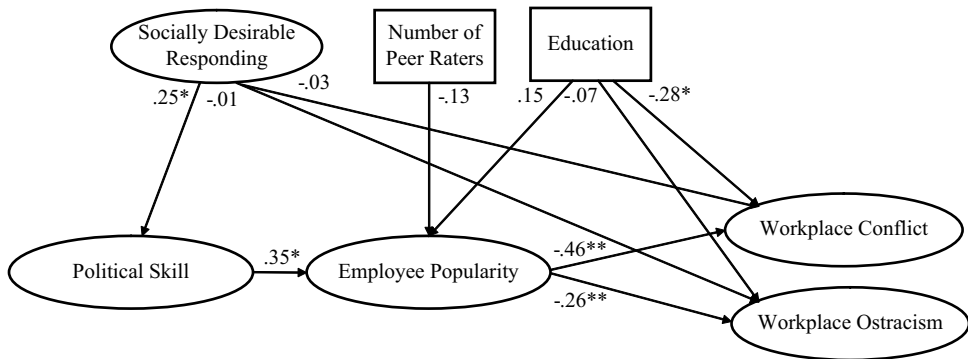 Socially Desirable
Responding
Number of
Peer Raters
Education
.25*
-.01
-.03
-.13
.15
-.07
-.28*
Political Skill
.35*
Employee Popularity
-.46**
-.26**
Workplace Conflict
Workplace Ostracism